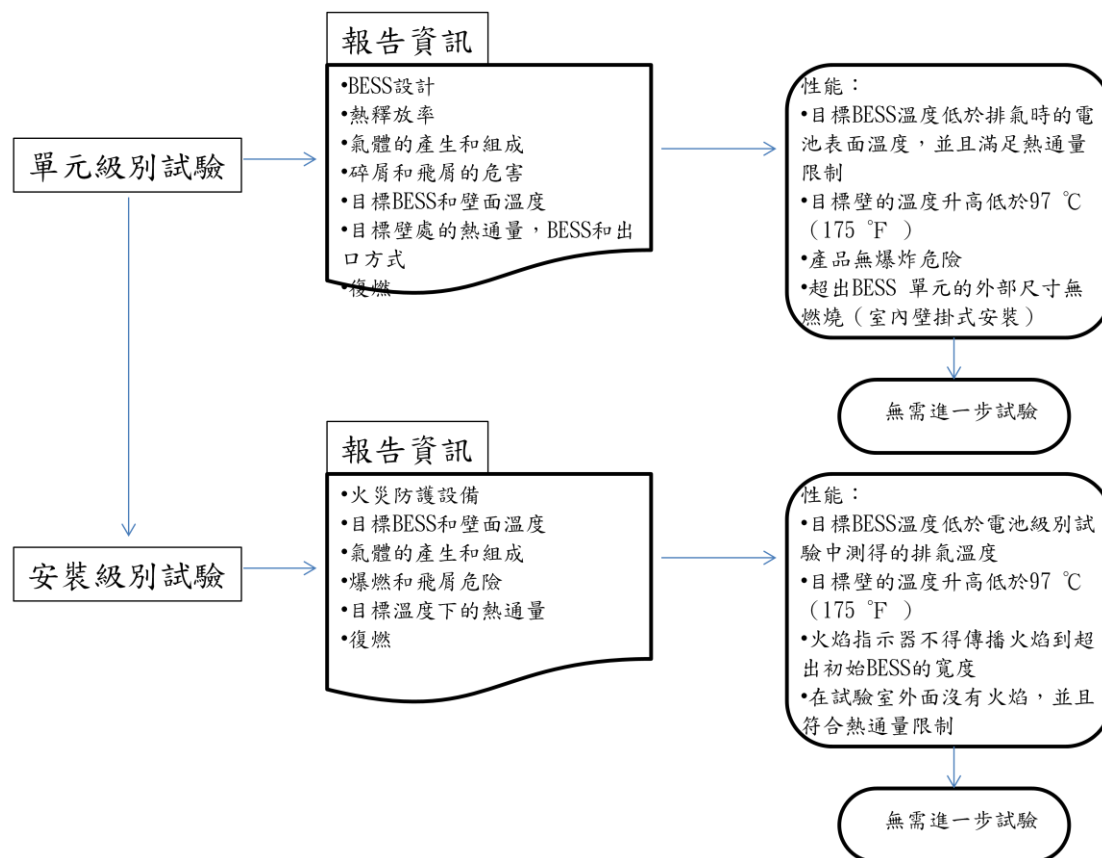 單元級別試驗
報告資訊
•BESS設計
•熱釋放率
•氣體的產生和組成
•碎屑和飛屑的危害
•目標BESS和壁面溫度
•目標壁處的熱通量，BESS和出
口方式
•復燃
性能：
•目標BESS溫度低於排氣時的電
池表面溫度，並且滿足熱通量
限制
•目標壁的溫度升高低於97 ℃
（175 ℉ ）
•產品無爆炸危險
•超出BESS 單元的外部尺寸無
燃燒（室內壁掛式安裝）
無需進一步試驗
安裝級別試驗
報告資訊
•火災防護設備
•目標BESS和壁面溫度
•氣體的產生和組成
•爆燃和飛屑危險
•目標溫度下的熱通量
•復燃
性能：
•目標BESS溫度低於電池級別試
驗中測得的排氣溫度
•目標壁的溫度升高低於97 ℃
（175 ℉ ）
•火焰指示器不得傳播火焰到超
出初始BESS的寬度
•在試驗室外面沒有火焰，並且
符合熱通量限制
無需進一步試驗